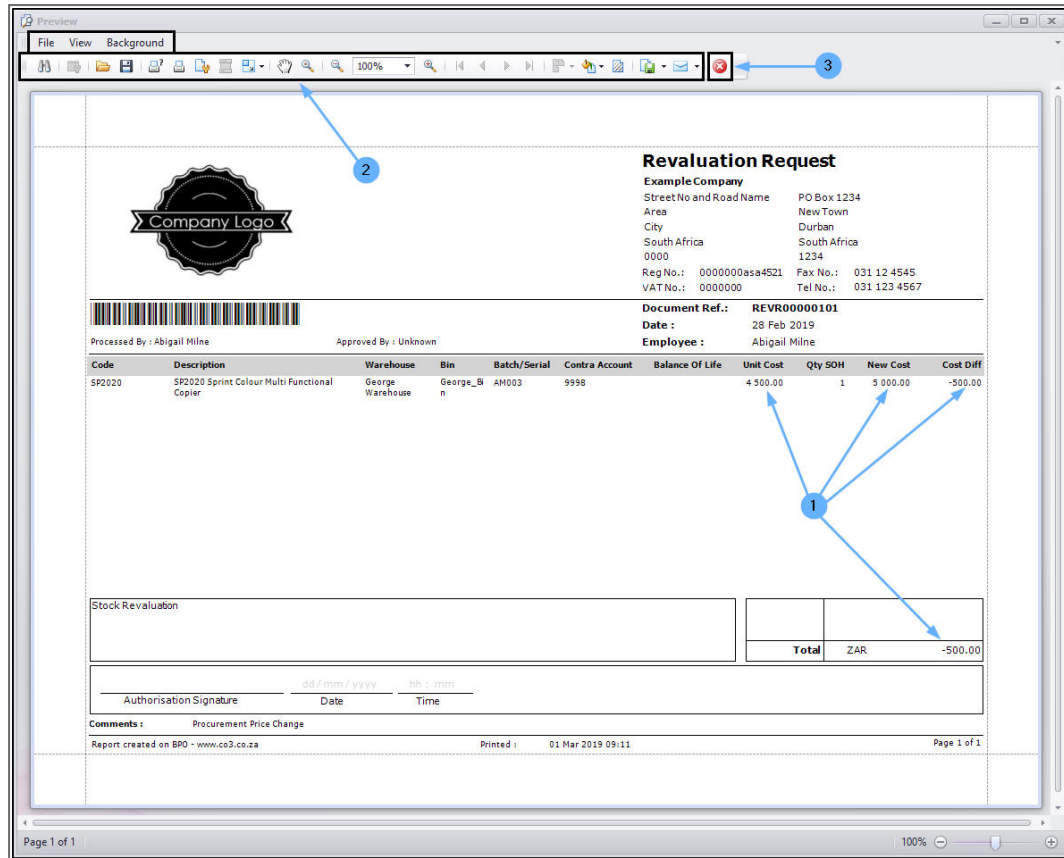 Preview
File View Background
100%
3
2
Company Logo
Revaluation Request
Example Company
Street No and Road Name PO Box 1234
Area New Town
City Durban
South Africa South Africa
0000 1234
Reg No.: 0000000asa4521 Fax No.: 031 12 4545
VAT No.: 0000000 Tel No.: 031 123 4567
Document Ref.: REVR00000101
Date : 28 Feb 2019
Processed By : Abigail Milne Approved By : Unknown Employee : Abigail Milne
Code Description Warehouse Bin Batch/Serial Contra Account Balance Of Life Unit Cost Qty SOH New Cost Cost Diff
SP2020 SP2020 Sprint Colour Multi Functional George George_Bi AM003 9998 4 500.00 1 5 000.00 -500.00
Copier Warehouse n
1
Stock Revaluation
Total ZAR -500.00
dd / mm / yyyy hh : mm
Authorisation Signature Date Time
Comments : Procurement Price Change
Report created on BPO - www.co3.co.za Printed : 01 Mar 2019 09:11 Page 1 of 1
Page 1 of 1 100%